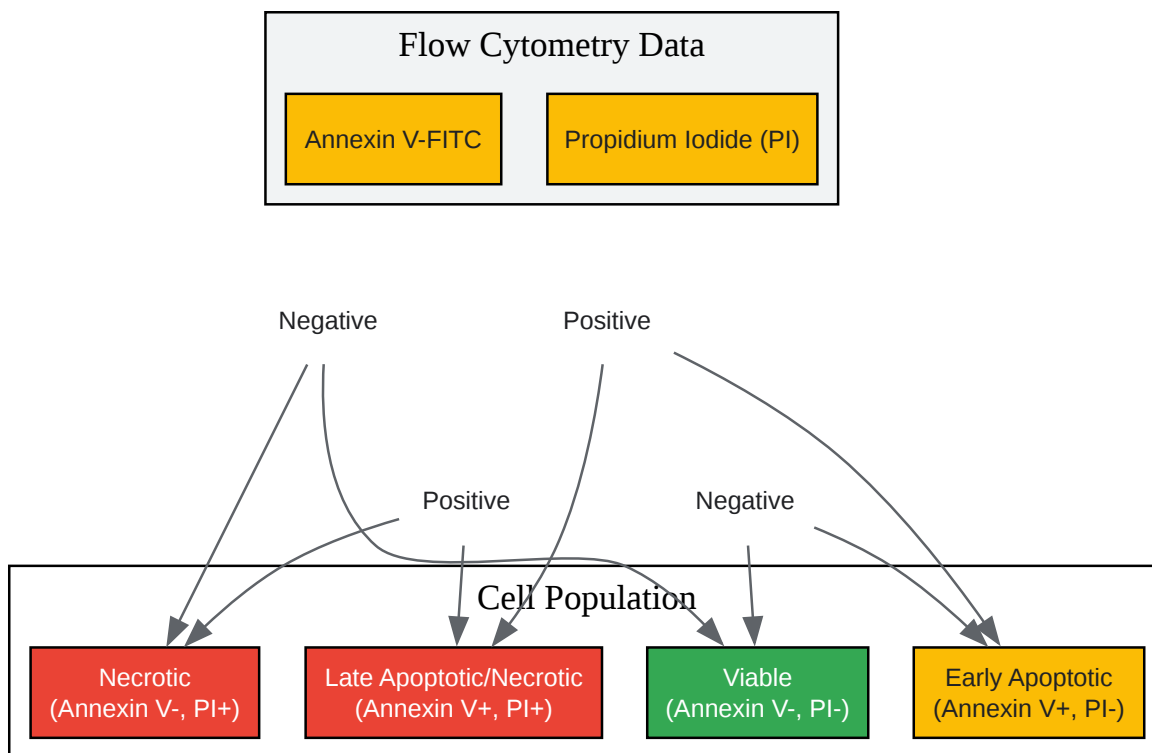 Flow Cytometry Data
Annexin V-FITC
Propidium Iodide (PI)
Negative
Positive
Positive
Negative
Cell Population
Necrotic
(Annexin V-, PI+)
Late Apoptotic/Necrotic
(Annexin V+, PI+)
Viable
(Annexin V-, PI-)
Early Apoptotic
(Annexin V+, PI-)